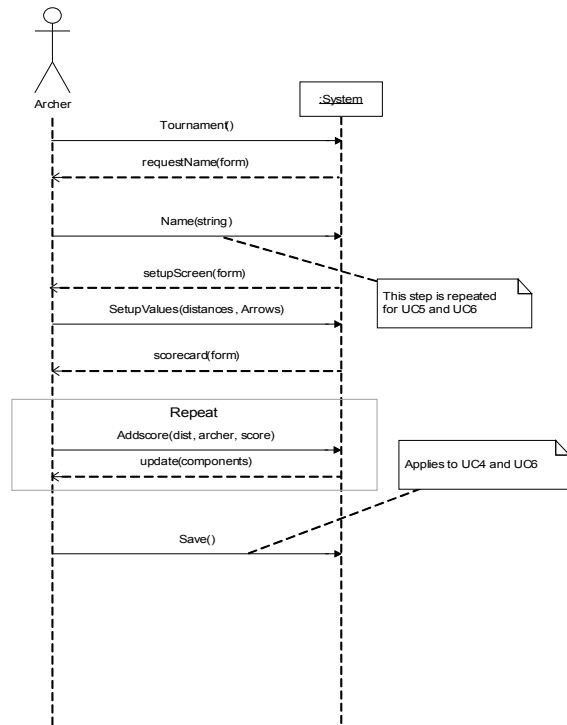 Archer
:System
Tournament()
requestName(form)
Name(string)
setupScreen(form)
This step is repeated
for UC5 and UC6
SetupValues(distances, Arrows)
scorecard(form)
Repeat
Addscore(dist, archer, score)
update(components)
Applies to UC4 and UC6
Save()